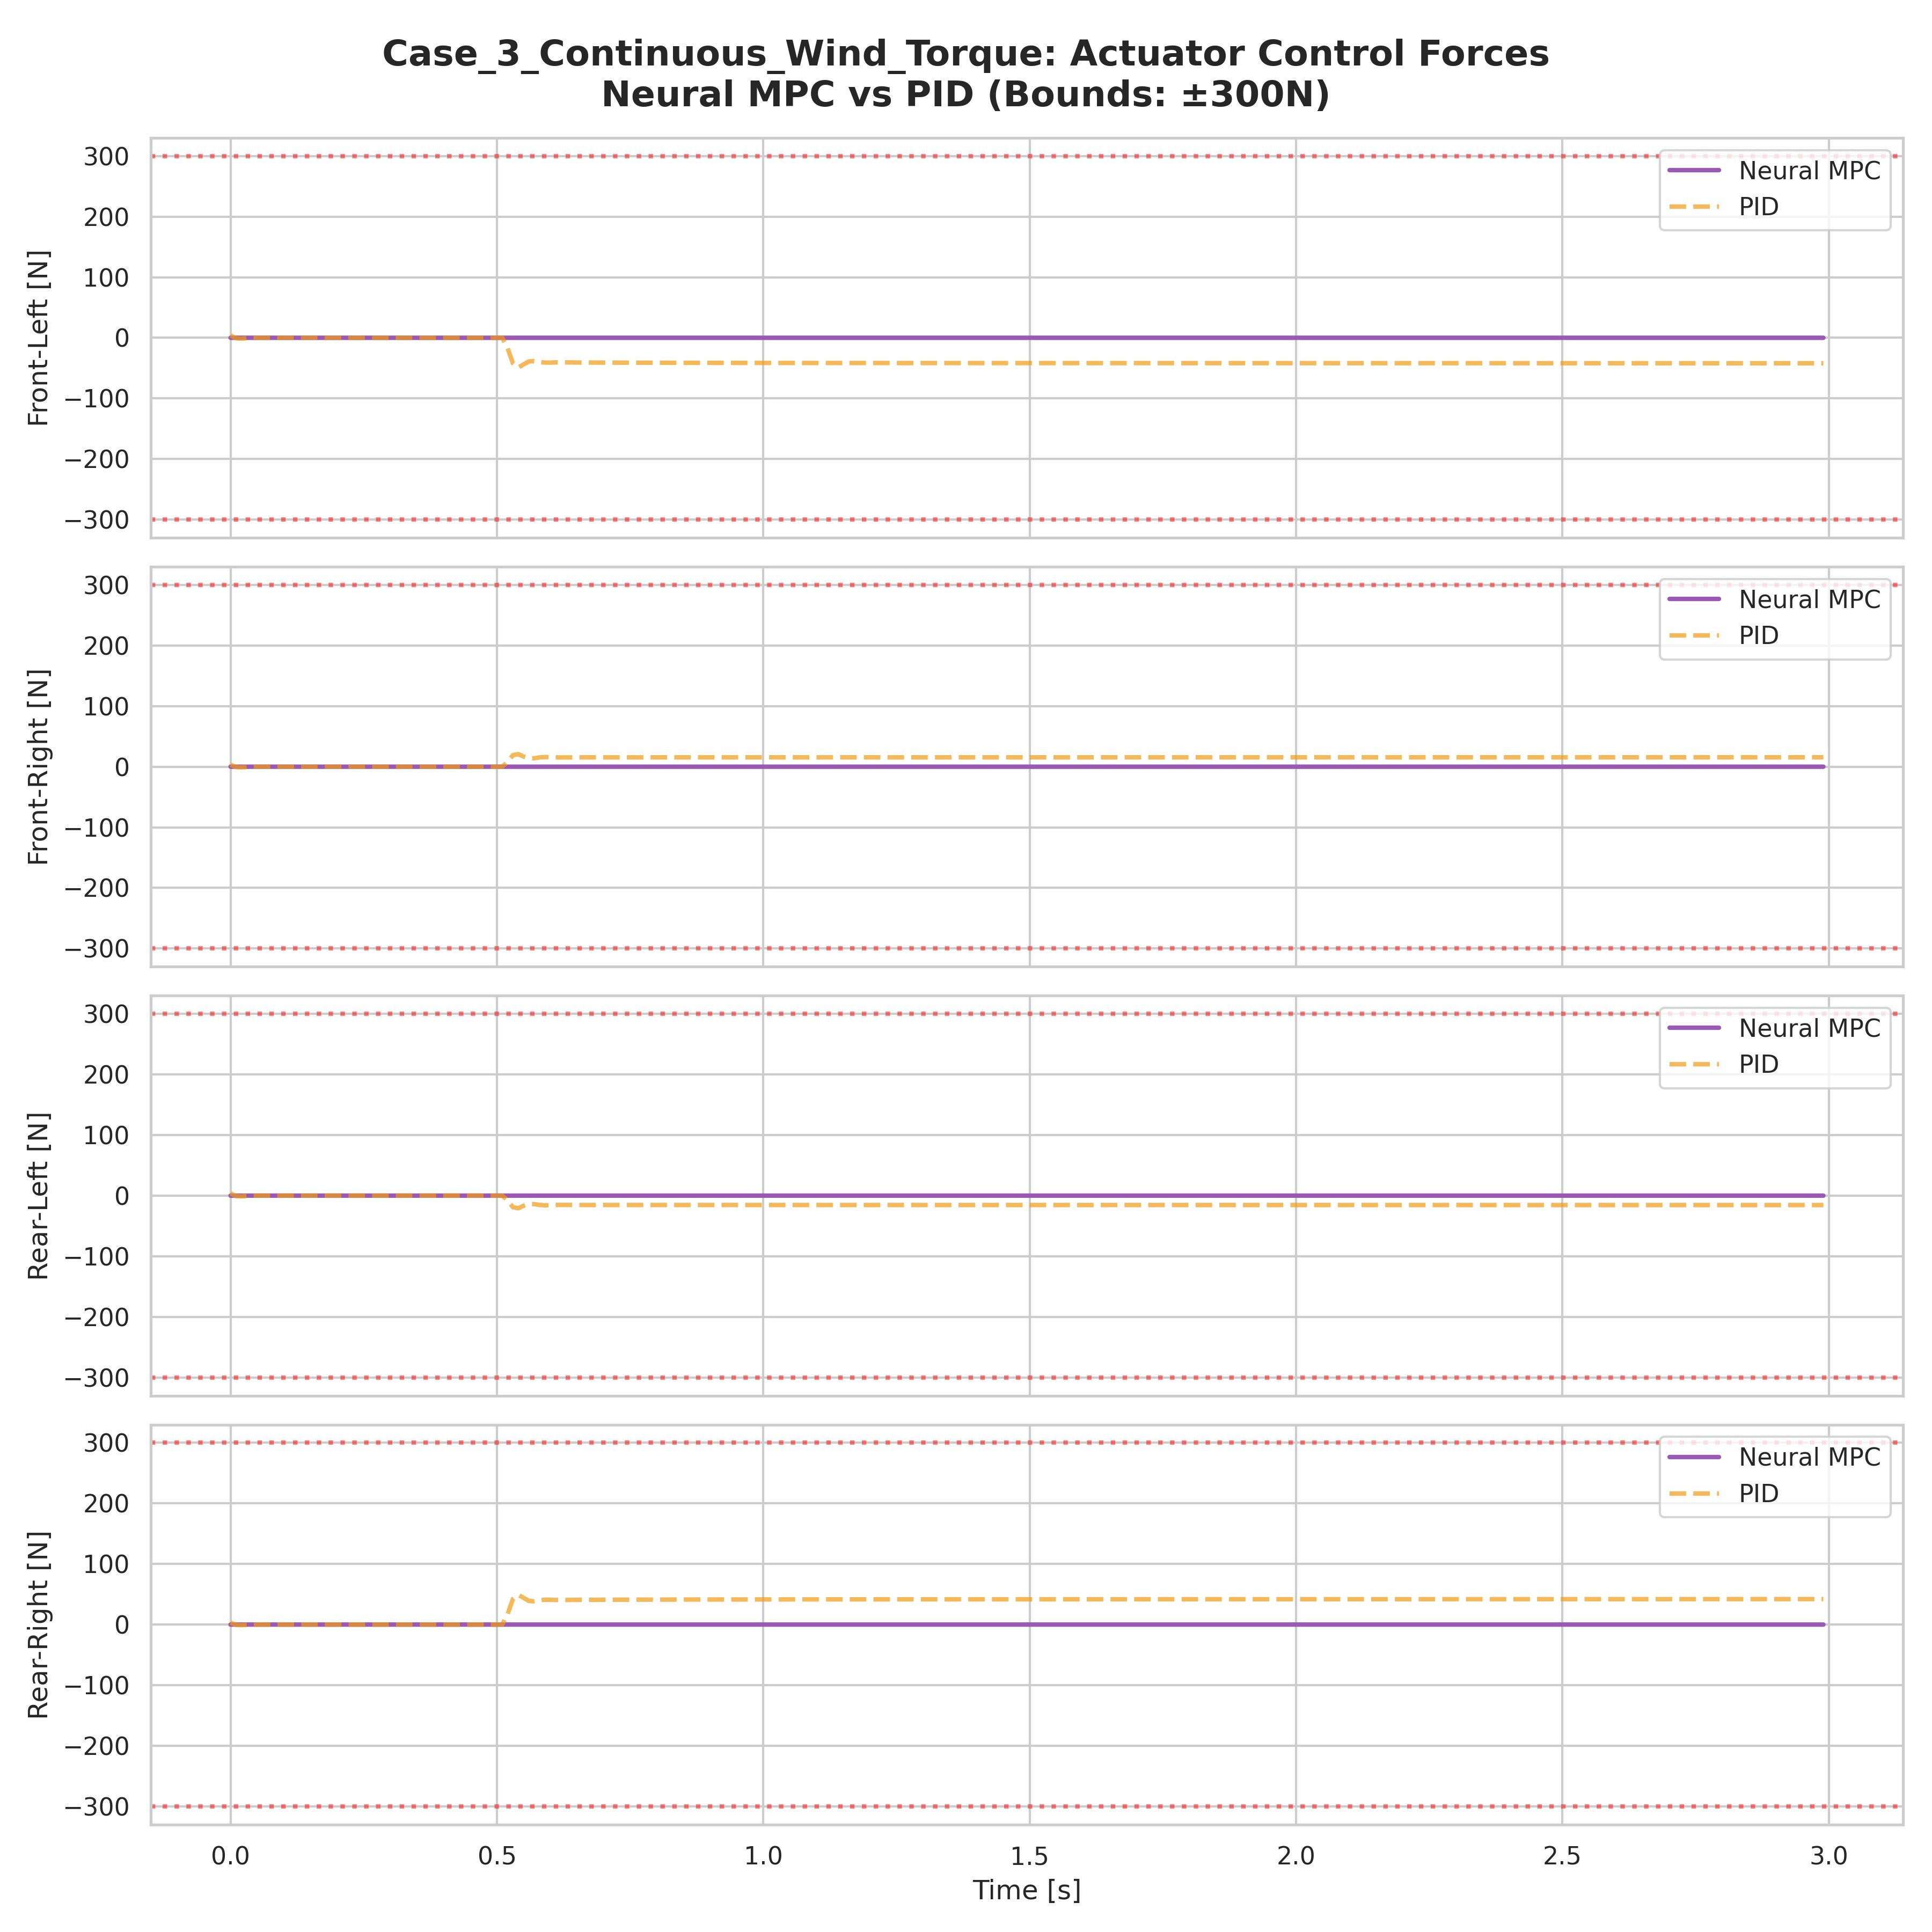 Case_3_Continuous_Wind_Torque: Actuator Control Forces
Neural MPC vs PID (Bounds: ±300N)
300
200
100
0
−100
−200
−300
Front-Left [N]
Neural MPC
PID
300
200
100
0
−100
−200
−300
Front-Right [N]
Neural MPC
PID
300
200
100
0
−100
−200
−300
Rear-Left [N]
Neural MPC
PID
300
200
100
0
−100
−200
−300
Rear-Right [N]
Neural MPC
PID
0.0 0.5 1.0 1.5 2.0 2.5 3.0
Time [s]